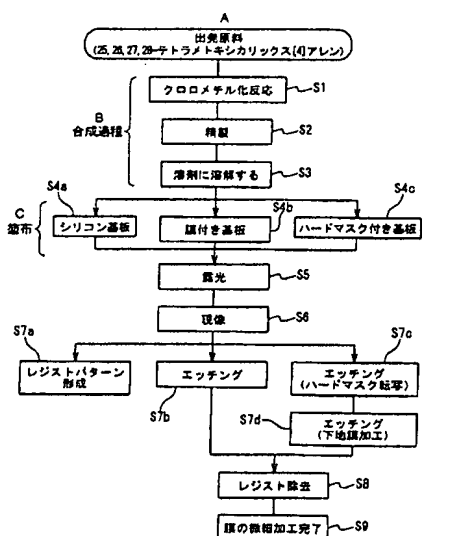 A
出発原料
(25,26,27,28-テトラメトキシカリックス[4]アレン)
クロロメチル化反応
S1
B
合成過程
精製
S2
溶剤に溶解する
S3
S4a
S4b
S4c
C
塗布
シリコン基板
膜付き基板
ハードマスク付き基板
露光
S5
現像
S6
S7a
S7c
レジストパターン
形成
エッチング
エッチング
(ハードマスク転写)
S7b
S7d
エッチング
(下地膜加工)
レジスト除去
S8
膜の微細加工完了
S9